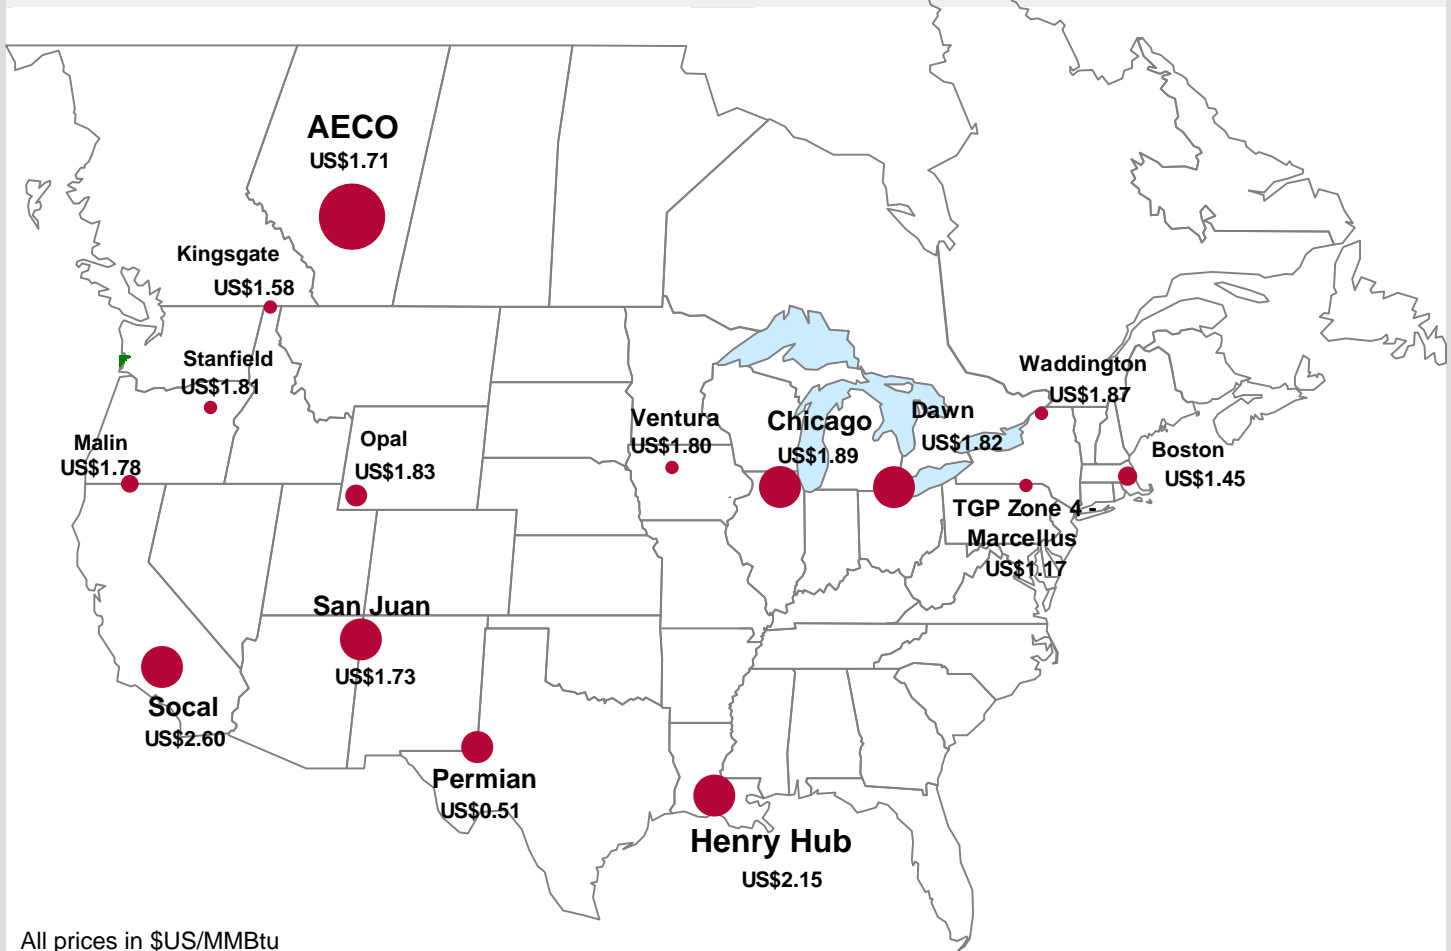 AECO
US$1.71
Kingsgate
US$1.58
Stanfield
US$1.81
Malin
US$1.78
Opal
US$1.83
Ventura
US$1.80
Chicago
US$1.89
Dawn
US$1.82
Waddington
US$1.87
Boston
US$1.45
TGP Zone 4 -
Marcellus
US$1.17
San Juan
US$1.73
Socal
US$2.60
Permian
US$0.51
Henry Hub
US$2.15
All prices in $US/MMBtu